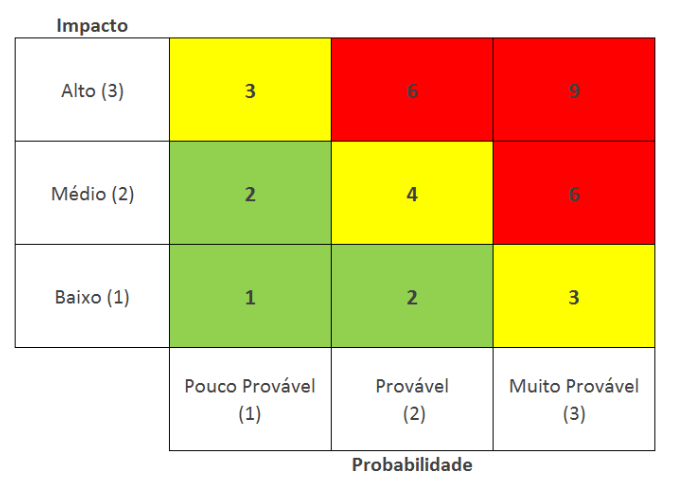 Impacto
Alto (3) 3 6 9
Médio (2) 2 4 6
Baixo (1) 1 2 3
Pouco Provável Provável Muito Provável
(1) (2) (3)
Probabilidade